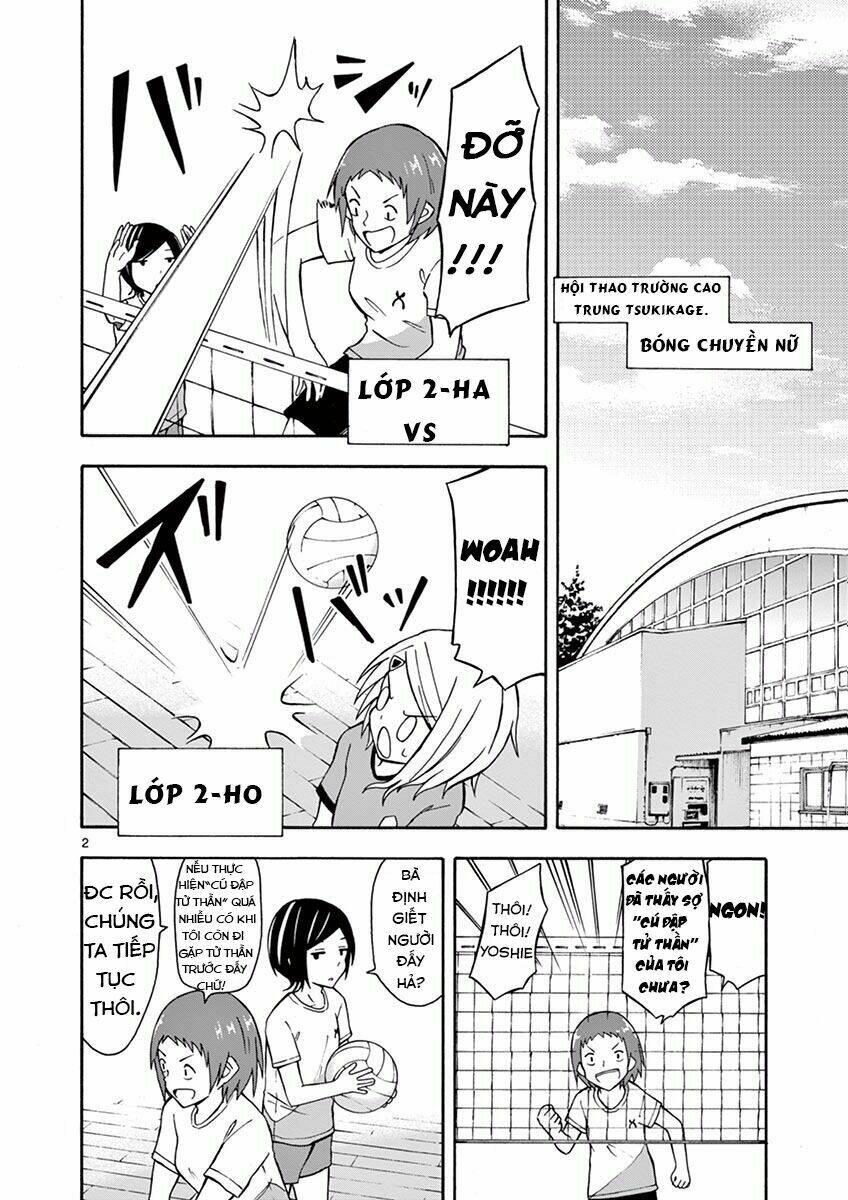 HỘI THAO TRƯỜNG CAO
TRUNG TSUKIKAGE.
BÓNG CHUYỀN NỮ
ĐỠ
NÀY
!!!
LỚP 2-HA
VS
WOAH
!!!!!!
LỚP 2-HO
2
NGON!
CÁC NGƯỜI
ĐÃ THẤY SỢ
"CÚ ĐẬP
TỬ THẦN"
CỦA TÔI
CHƯA?
THÔI!
THÔI!
YOSHIE
BÀ
ĐỊNH
GIẾT
NGƯỜI
ĐẤY
HẢ?
NẾU THỰC
HIỆN "CÚ ĐẬP
TỬ THẦN" QUÁ
NHIỀU CÓ KHI
TÔI CÒN ĐI
GẶP TỬ THẦN
TRƯỚC ĐẤY
CHỨ!
ĐC RỒI,
CHÚNG
TA TIẾP
TỤC
THÔI.